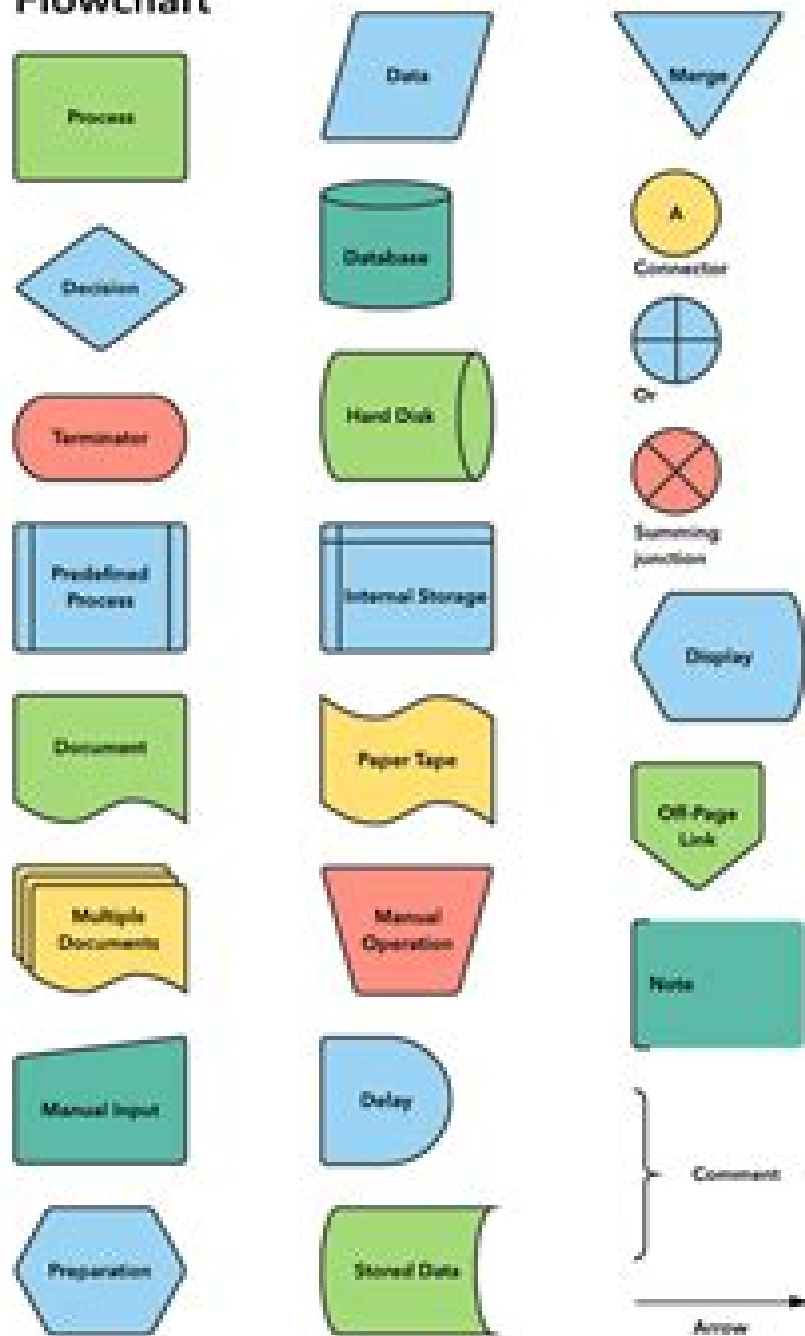 Flowchart
Process
Decision
Terminator
Predefined
Process
Document
Multiple
Documents
Manual Input
Preparation
Data
Database
Hard Disk
Internal Storage
Paper Tape
Manual
Operation
Delay
Stored Data
Merge
A
Connector
Or
Summing
junction
Display
Off-Page
Link
Note
Comment
Arrow